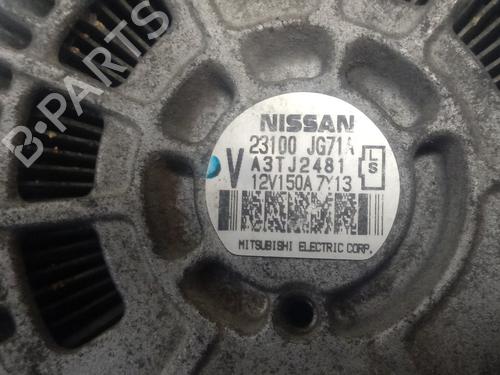 B-PARTS
NISSAN
23100 JG71A
V A3TJ2481
12V150A 7Y13
L
S
MITSUBISHI ELECTRIC CORP.